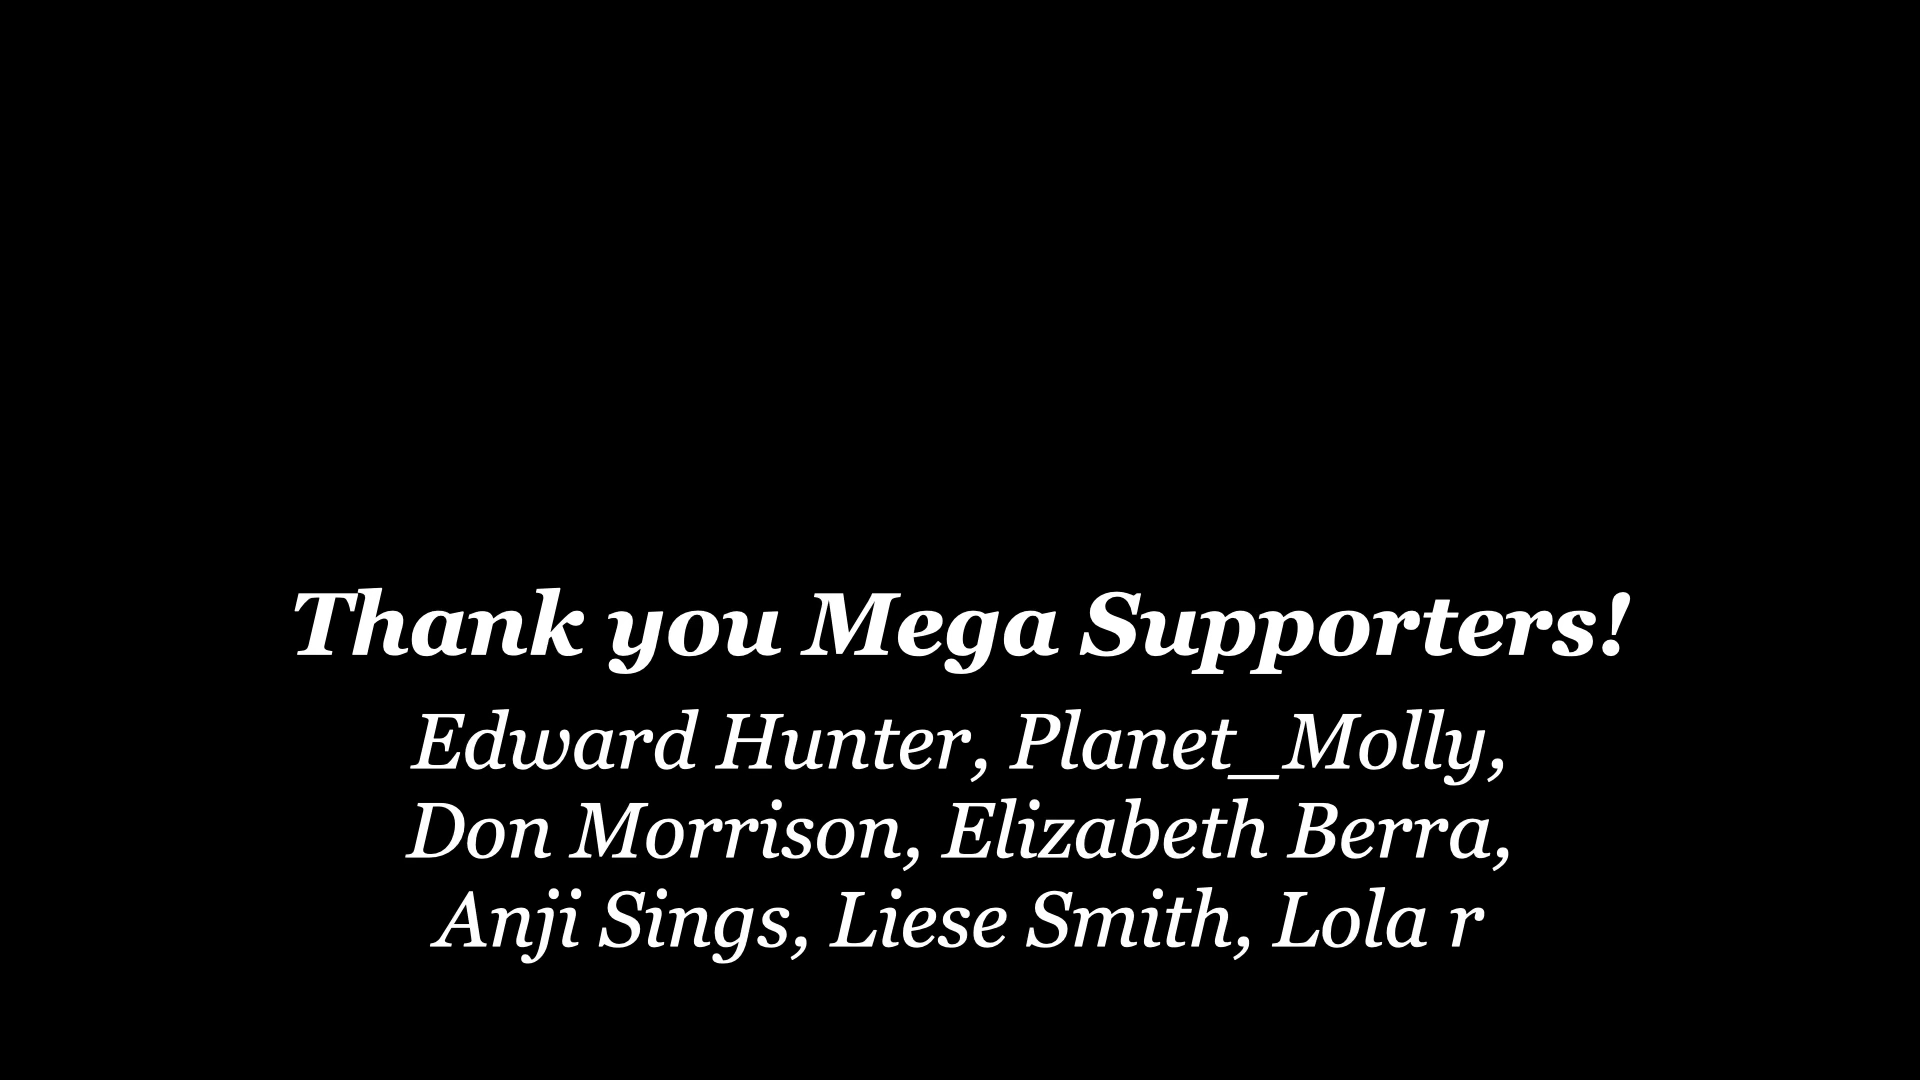 Thank you Mega Supporters!
Edward Hunter, Planet_Molly,
Don Morrison, Elizabeth Berra,
Anji Sings, Liese Smith, Lola r